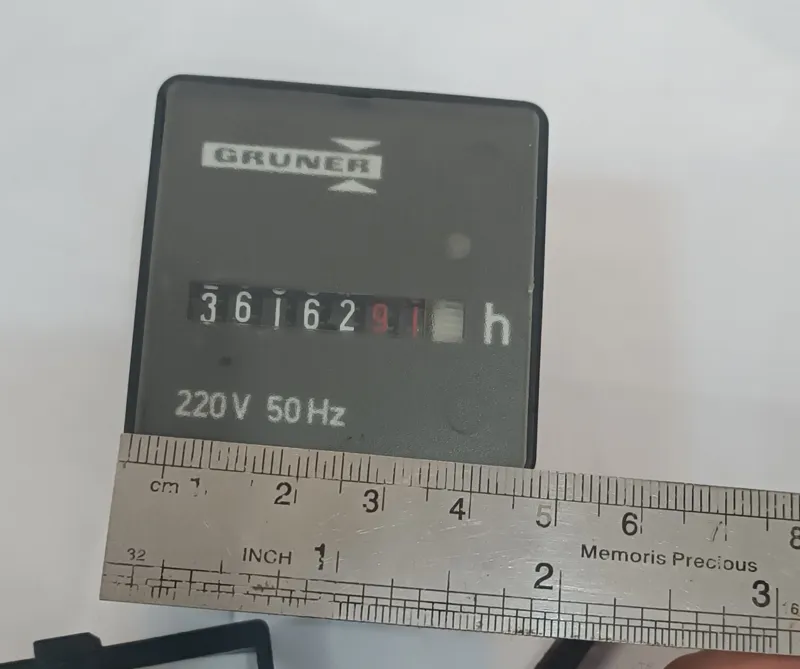 GRUNER
3616291 h
220V 50Hz
cm 1 2 3 4 5 6 7 8
32 INCH 1 2 3 6
Memoris Precious